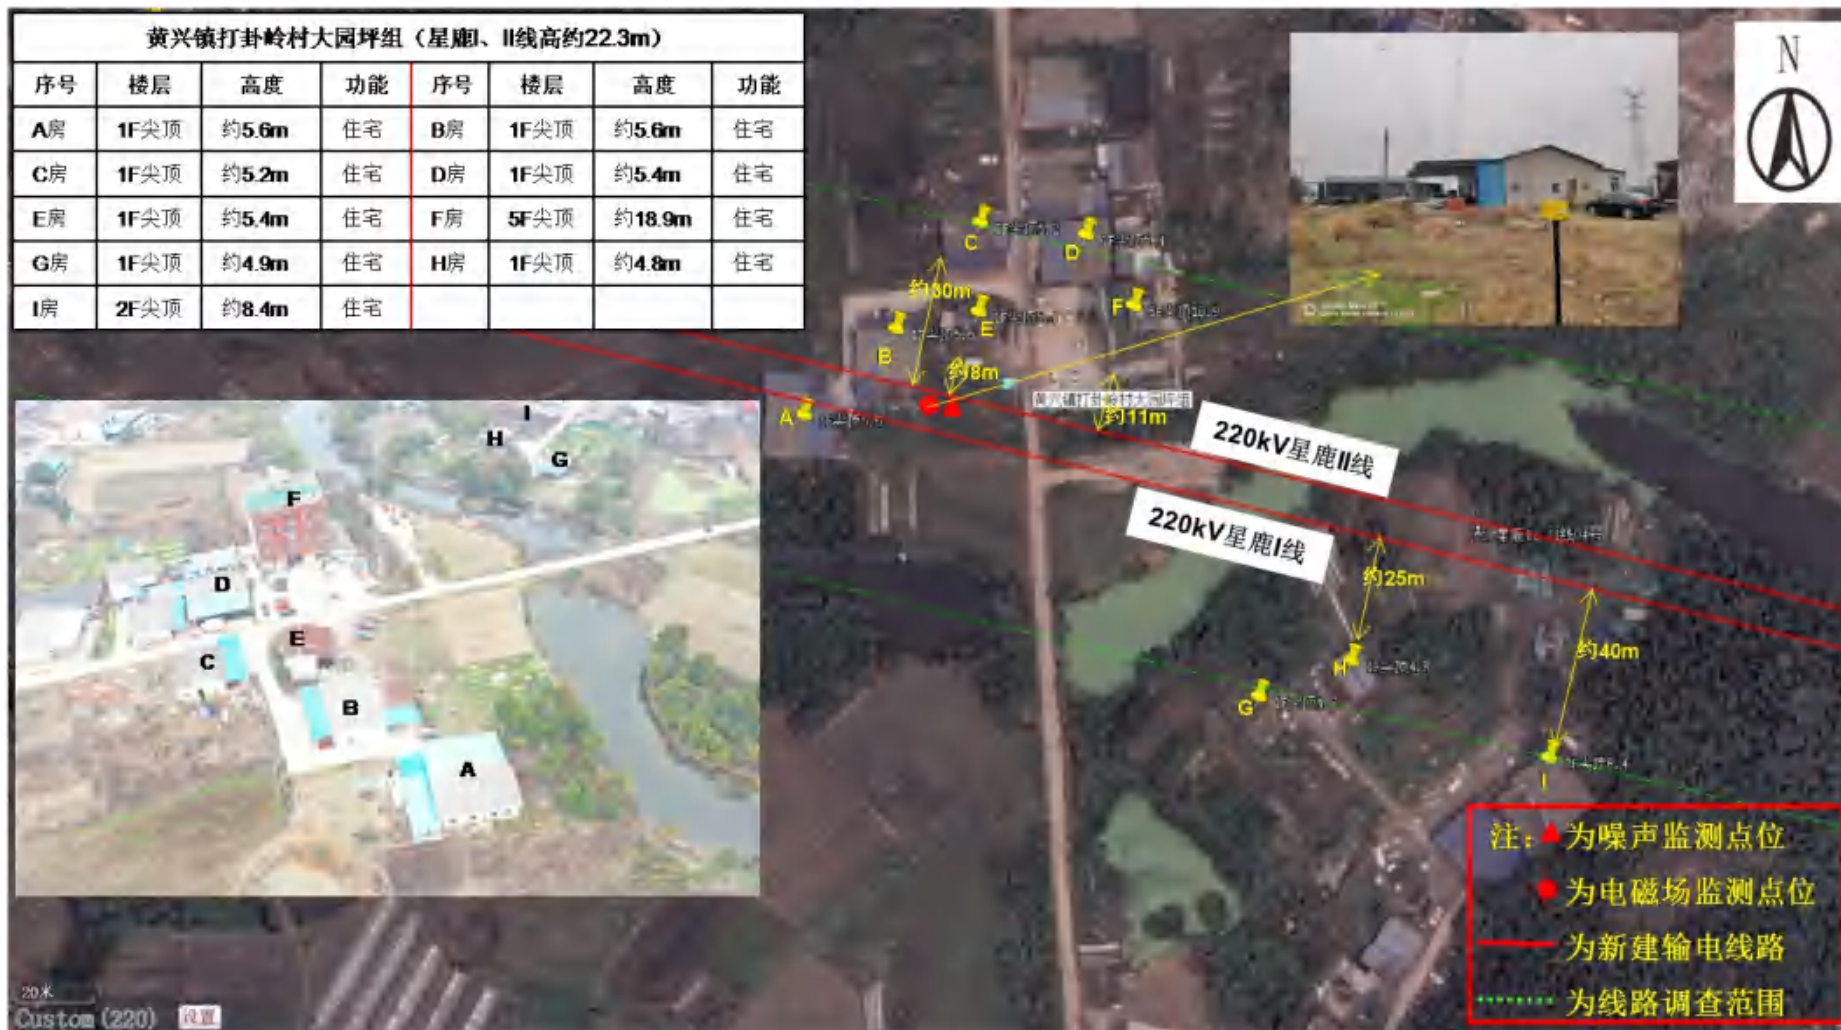 黄兴镇打卦岭村大园坪组（星鹿I、II线高约22.3m）
序号 楼层 高度 功能 序号 楼层 高度 功能
A房 1F尖顶 约5.6m 住宅 B房 1F尖顶 约5.6m 住宅
C房 1F尖顶 约5.2m 住宅 D房 1F尖顶 约5.4m 住宅
E房 1F尖顶 约5.4m 住宅 F房 5F尖顶 约18.9m 住宅
G房 1F尖顶 约4.9m 住宅 H房 1F尖顶 约4.8m 住宅
I房 2F尖顶 约8.4m 住宅
N
C
D
约30m
F
E
B
约8m
A
黄兴镇打卦岭村大园坪组
约11m
220kV星鹿II线
220kV星鹿I线
约25m
H
约40m
G
I
I
H
G
F
D
E
C
B
A
注：▲为噪声监测点位
●为电磁场监测点位
为新建输电线路
为线路调查范围
20米
Custom (220) 设置